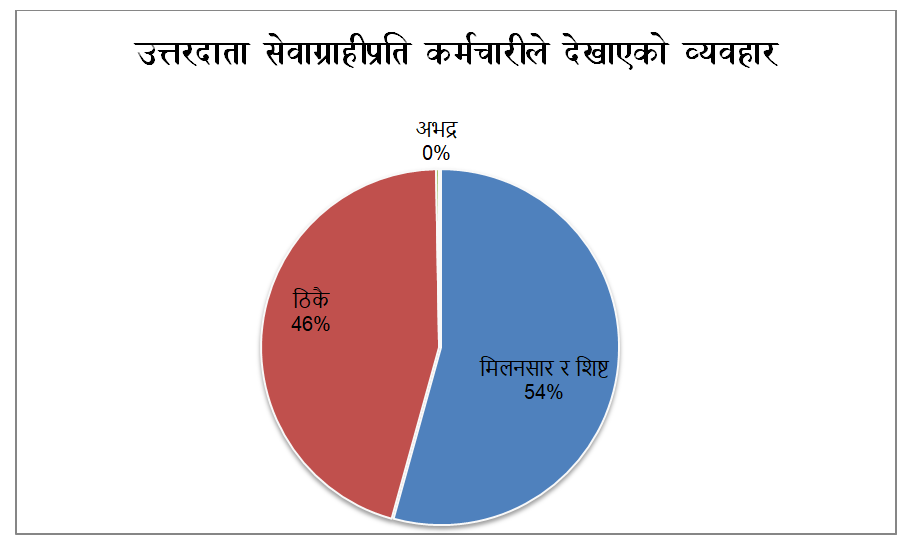 उत्तरदाता सेवाग्राहीप्रति कर्मचारीले देखाएको व्यवहार
अभद्र
0%
ठिकै
46%
मिलनसार र शिष्ट
54%